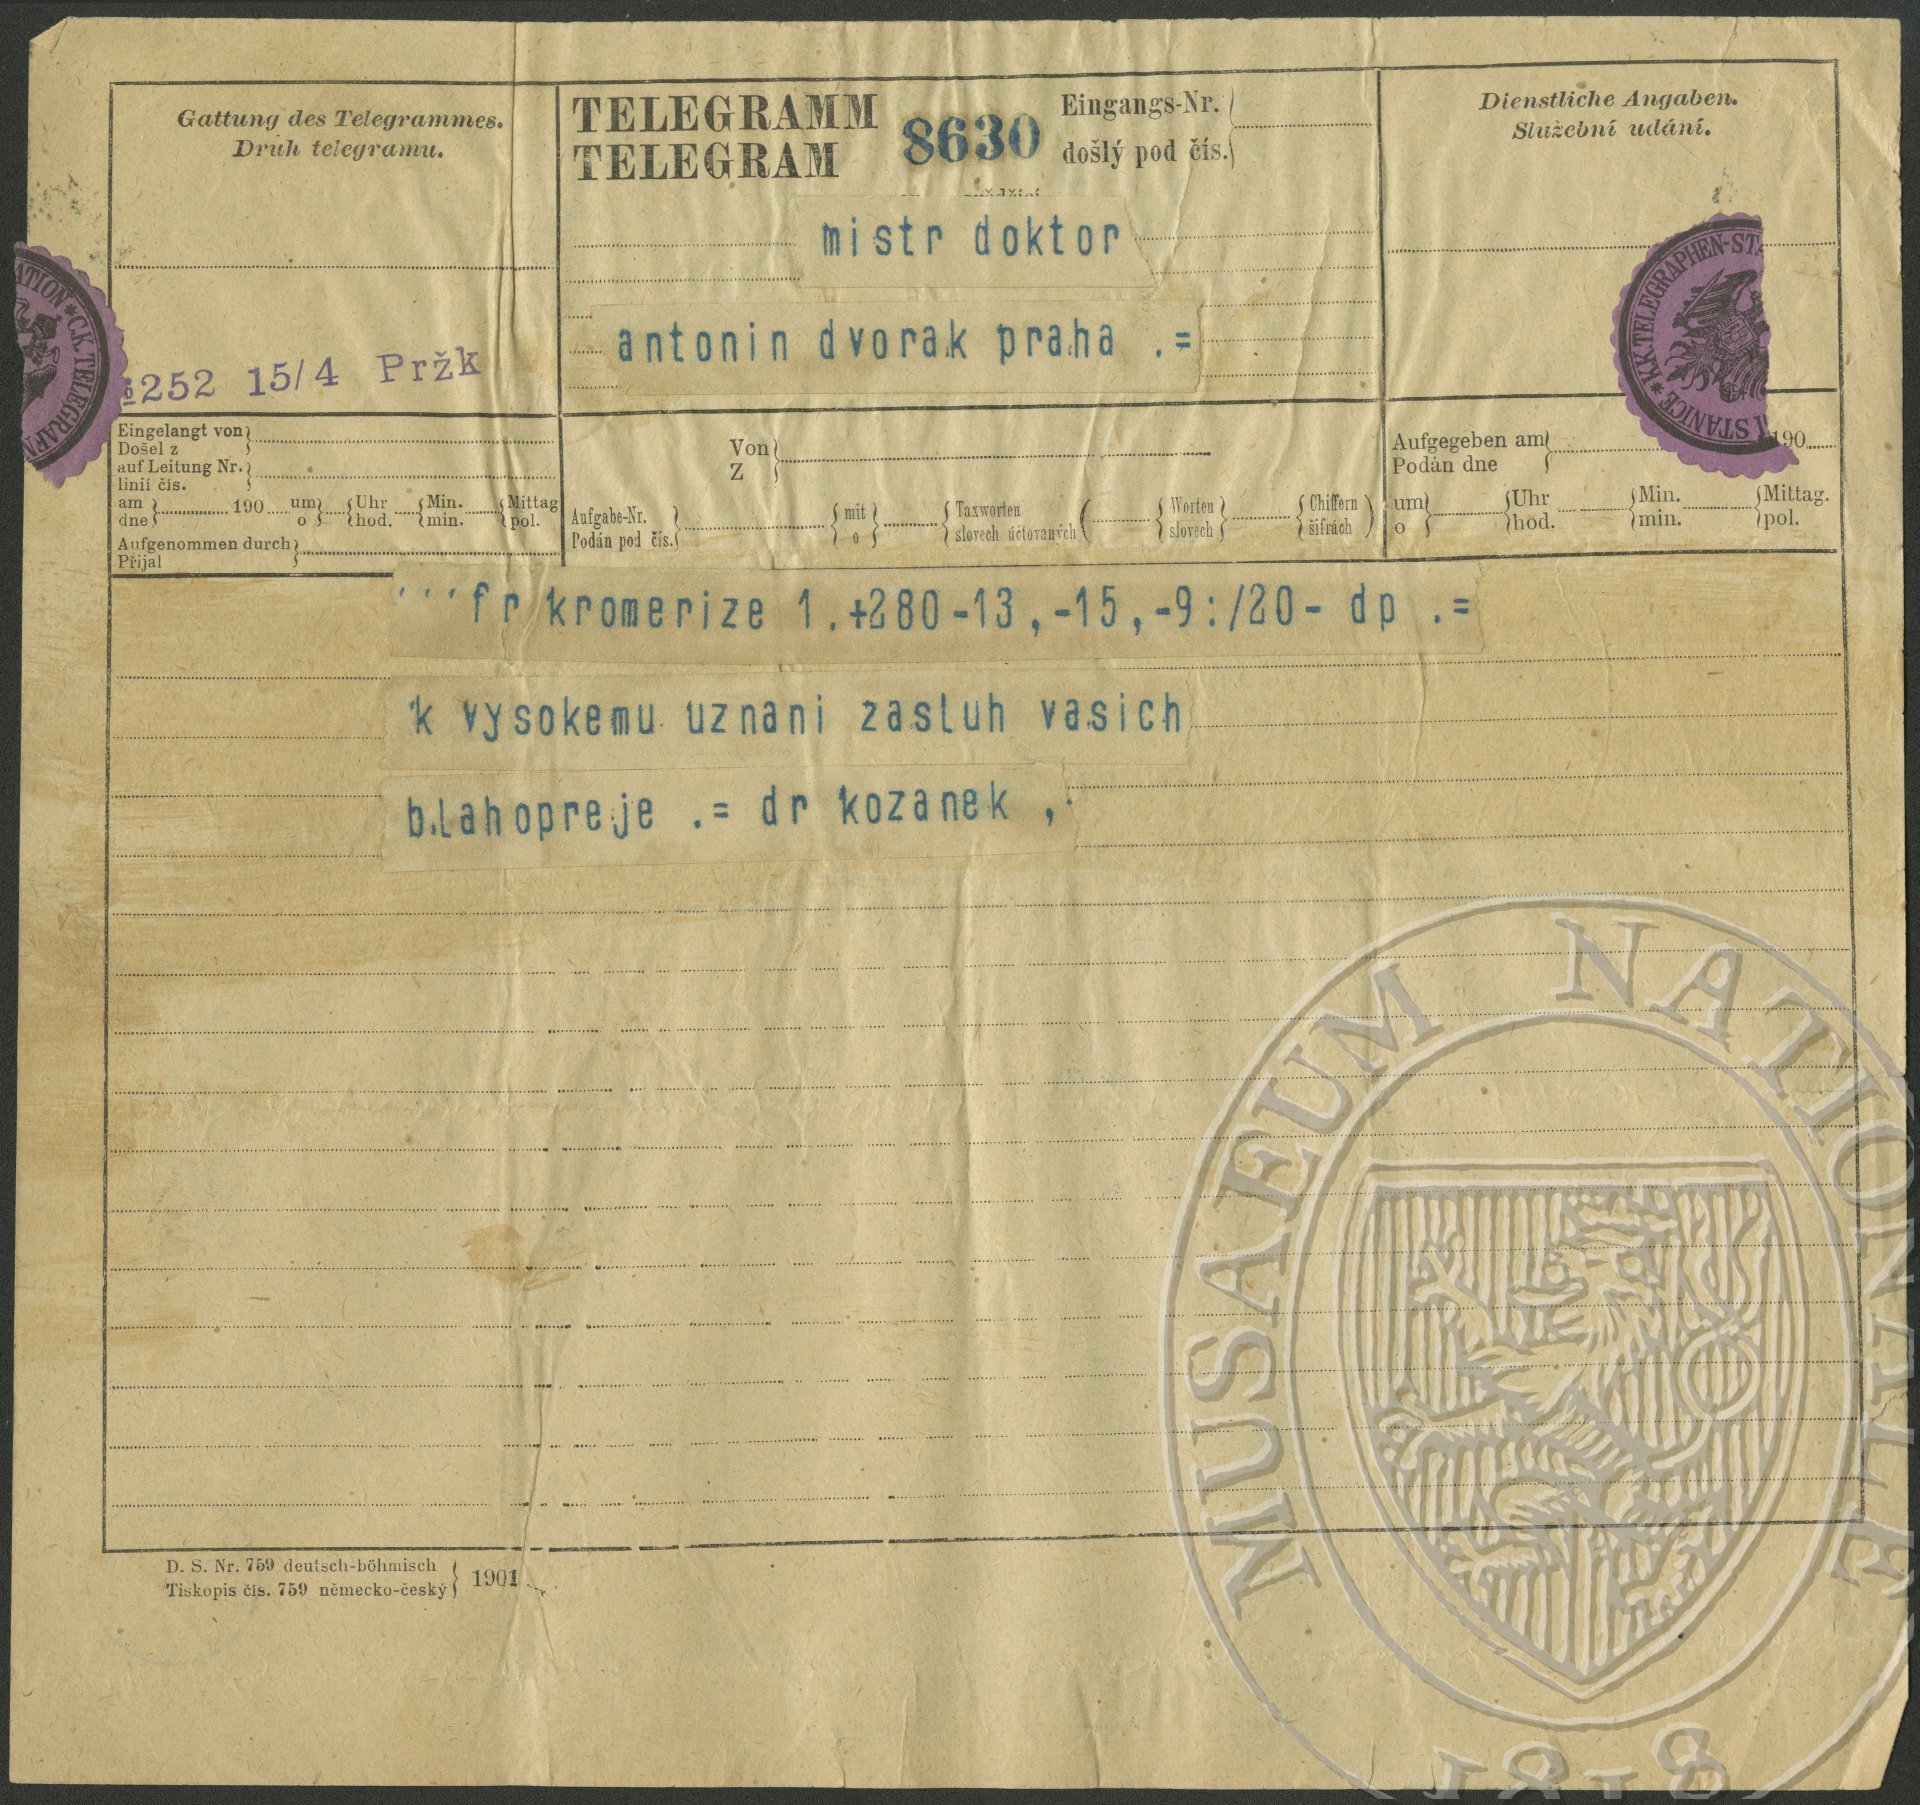 Gattung des Telegrammes.
Druh telegramu.
TELEGRAMM
TELEGRAM
8630
Eingangs-Nr.
došlý pod čís.
Dienstliche Angaben.
Služební udání.
mistr doktor
antonin dvorak praha .=
252 15/4 Pržk
ATION * C.K. TELEGRAFN
* K.K. TELEGRAPHEN-STA
I STANICE
Eingelangt von
Došel z
auf Leitung Nr.
linií čís.
am 190 um Uhr Min. Mittag
dne o hod. min. pol.
Aufgenommen durch
Přijal
Von
Z
Aufgabe-Nr. mit Taxworten Worten Chiffern
Podán pod čís. o slovech účtovaných slovech šifrách
Aufgegeben am 190
Podán dne
um Uhr Min. Mittag.
o hod. min. pol.
fr kromerize 1.+280-13,-15,-9:/20- dp .=
k vysokemu uznani zasluh vasich
blahopreje .= dr kozanek ,
D. S. Nr. 759 deutsch-böhmisch
Tiskopis čís. 759 německo-český
1901
MUSAEUM NATIONALE
1818